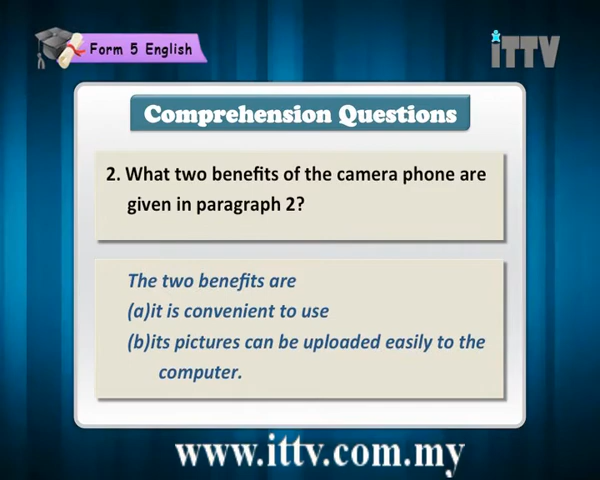 Form 5 English
iTTV
Comprehension Questions
2. What two benefits of the camera phone are
given in paragraph 2?
The two benefits are
(a)it is convenient to use
(b)its pictures can be uploaded easily to the
computer.
www.ittv.com.my